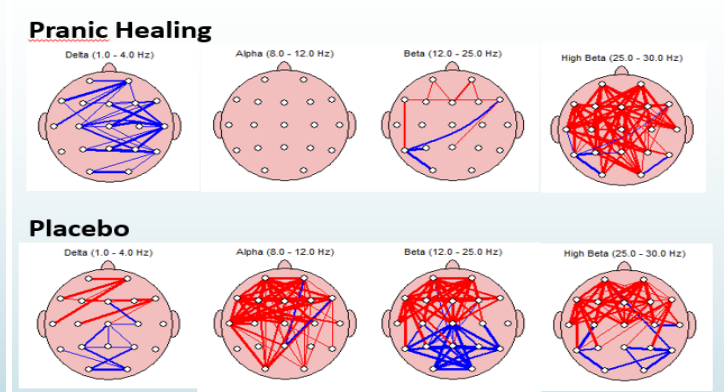 Pranic Healing
Delta (1.0 - 4.0 Hz) Alpha (8.0 - 12.0 Hz) Beta (12.0 - 25.0 Hz) High Beta (25.0 - 30.0 Hz)
Placebo
Delta (1.0 - 4.0 Hz) Alpha (8.0 - 12.0 Hz) Beta (12.0 - 25.0 Hz) High Beta (25.0 - 30.0 Hz)